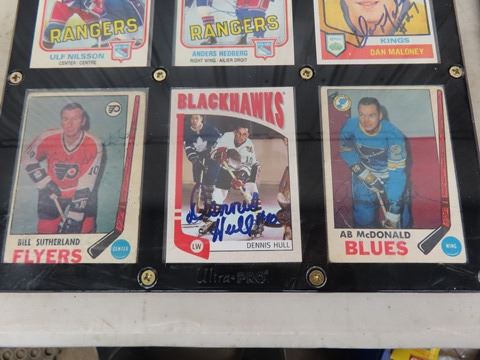 RANGERS
ULF NILSSON
CENTER · CENTRE
RANGERS
ANDERS HEDBERG
RIGHT WING · AILIER DROIT
KINGS
DAN MALONEY
BILL SUTHERLAND
FLYERS
CENTER
BLACKHAWKS
Dennis
Hull
LW
DENNIS HULL
AB McDONALD
BLUES
WING
Ultra·PRO